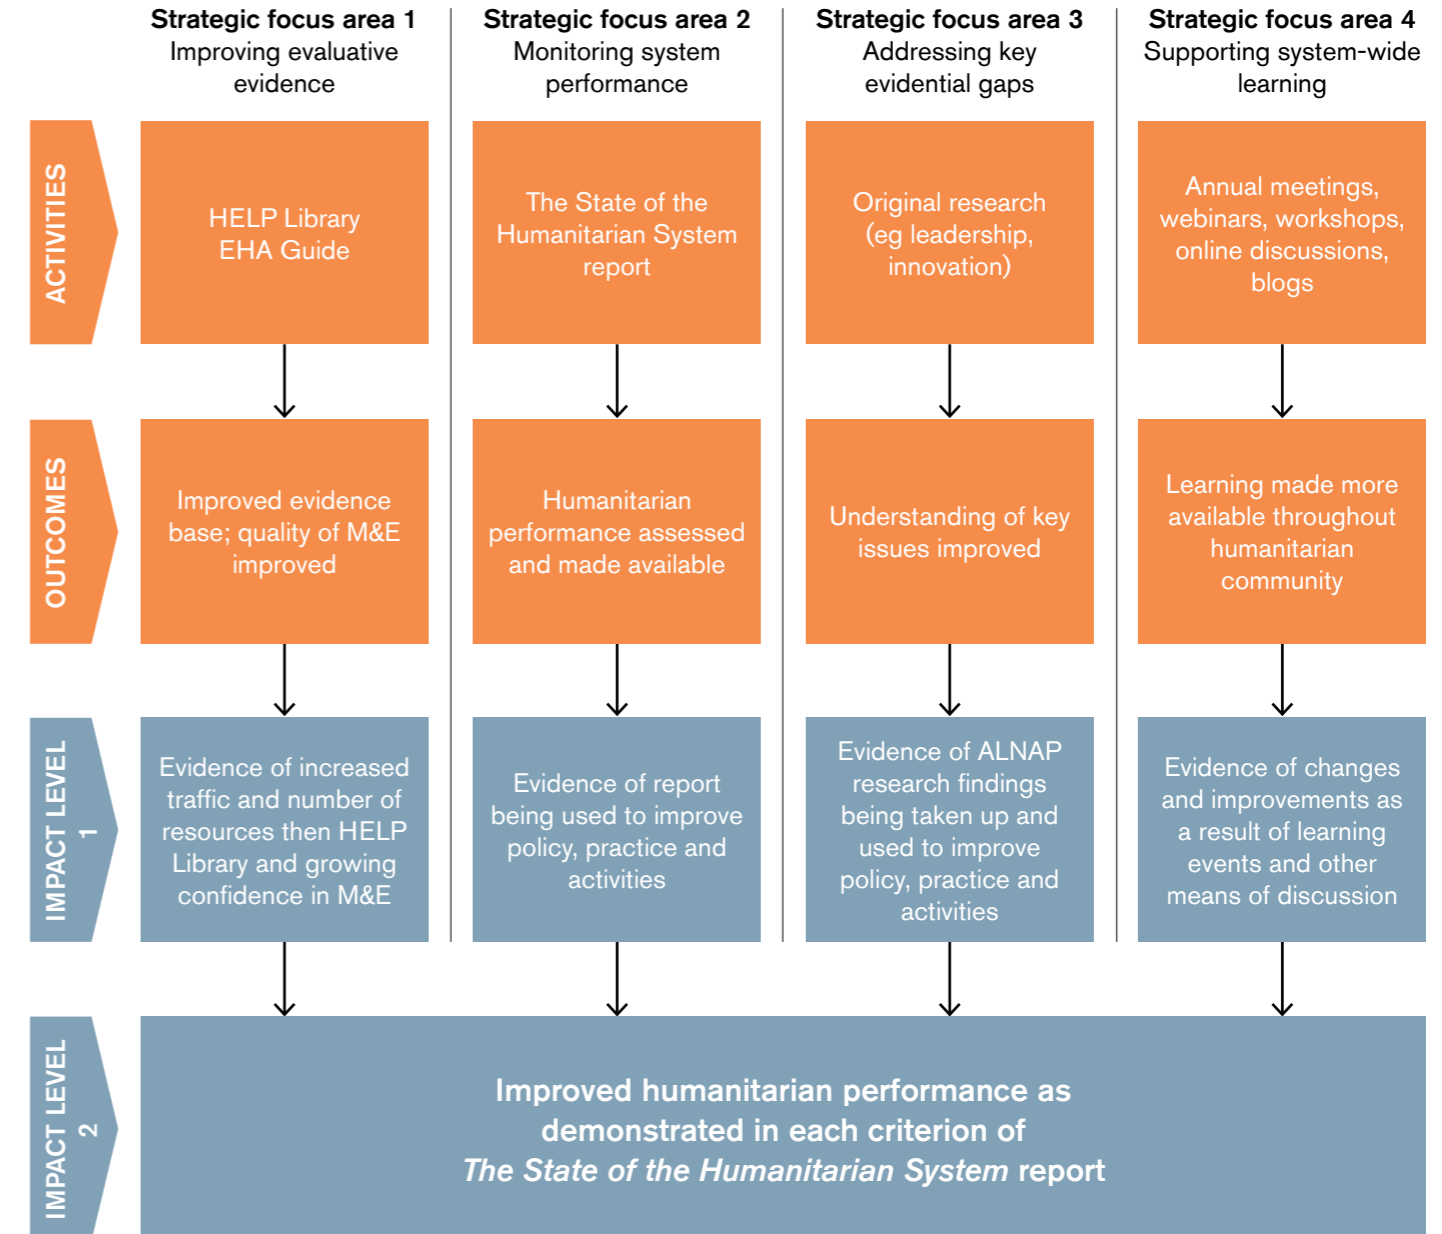 Strategic focus area 1
Improving evaluative
evidence
Strategic focus area 2
Monitoring system
performance
Strategic focus area 3
Addressing key
evidential gaps
Strategic focus area 4
Supporting system-wide
learning
ACTIVITIES
HELP Library
EHA Guide
The State of the
Humanitarian System
report
Original research
(eg leadership,
innovation)
Annual meetings,
webinars, workshops,
online discussions,
blogs
OUTCOMES
Improved evidence
base; quality of M&E
improved
Humanitarian
performance assessed
and made available
Understanding of key
issues improved
Learning made more
available throughout
humanitarian
community
IMPACT LEVEL
1
Evidence of increased
traffic and number of
resources then HELP
Library and growing
confidence in M&E
Evidence of report
being used to improve
policy, practice and
activities
Evidence of ALNAP
research findings
being taken up and
used to improve
policy, practice and
activities
Evidence of changes
and improvements as
a result of learning
events and other
means of discussion
IMPACT LEVEL
2
Improved humanitarian performance as
demonstrated in each criterion of
The State of the Humanitarian System report